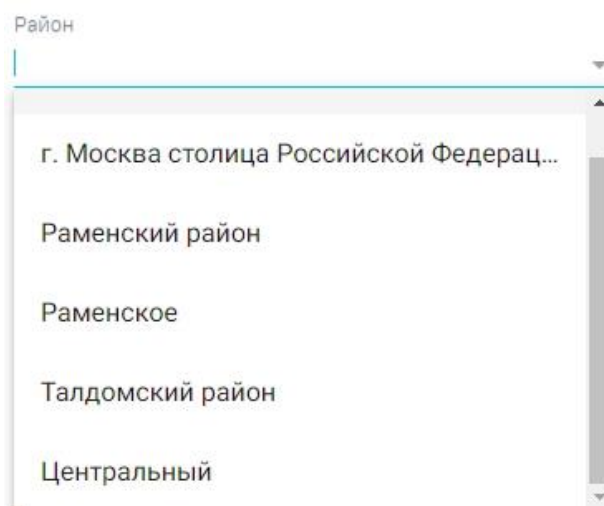 Район
г. Москва столица Российской Федерац...
Раменский район
Раменское
Талдомский район
Центральный